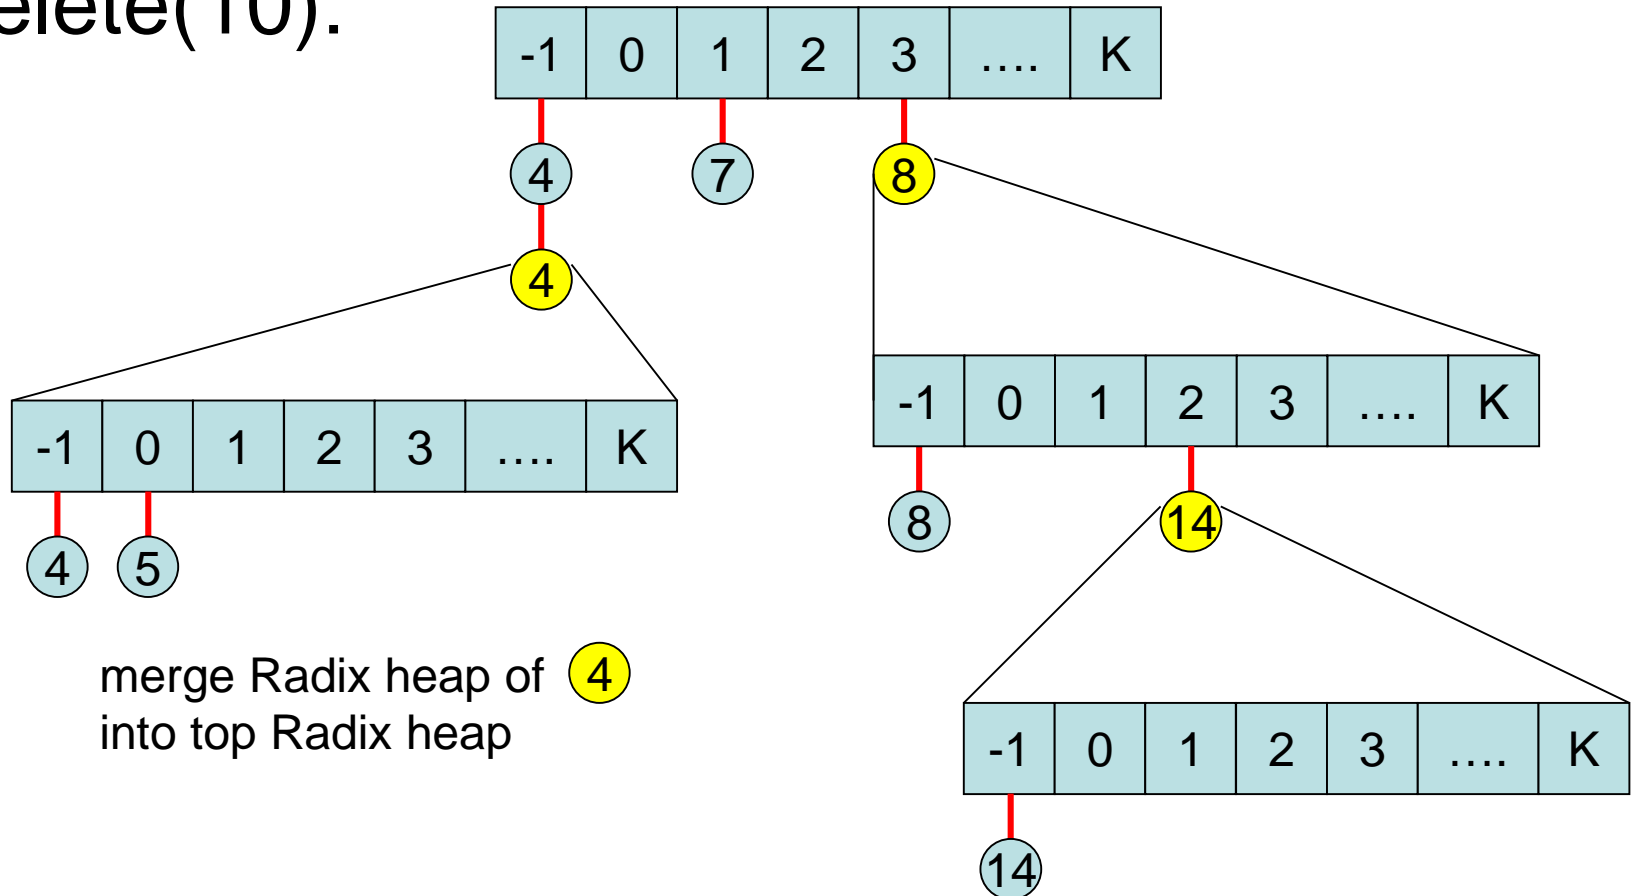 elete(10):
-1 0 1 2 3 .... K
4 7 8
4
-1 0 1 2 3 .... K
-1 0 1 2 3 .... K
8 14
4 5
merge Radix heap of 4
into top Radix heap
-1 0 1 2 3 .... K
14